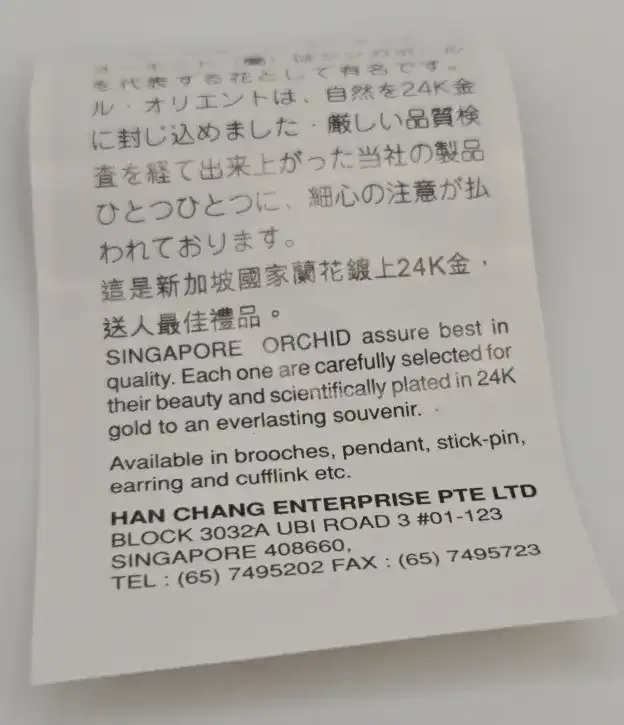 を代表する花として有名です。
ル・オリエントは、自然を24K金
に封じ込めました・厳しい品質検
査を経て出来上がった当社の製品
ひとつひとつに、細心の注意が払
われております。
這是新加坡國家蘭花鍍上24K金，
送人最佳禮品。
SINGAPORE ORCHID assure best in
quality. Each one are carefully selected for
their beauty and scientifically plated in 24K
gold to an everlasting souvenir.
Available in brooches, pendant, stick-pin,
earring and cufflink etc.
HAN CHANG ENTERPRISE PTE LTD
BLOCK 3032A UBI ROAD 3 #01-123
SINGAPORE 408660,
TEL : (65) 7495202 FAX : (65) 7495723